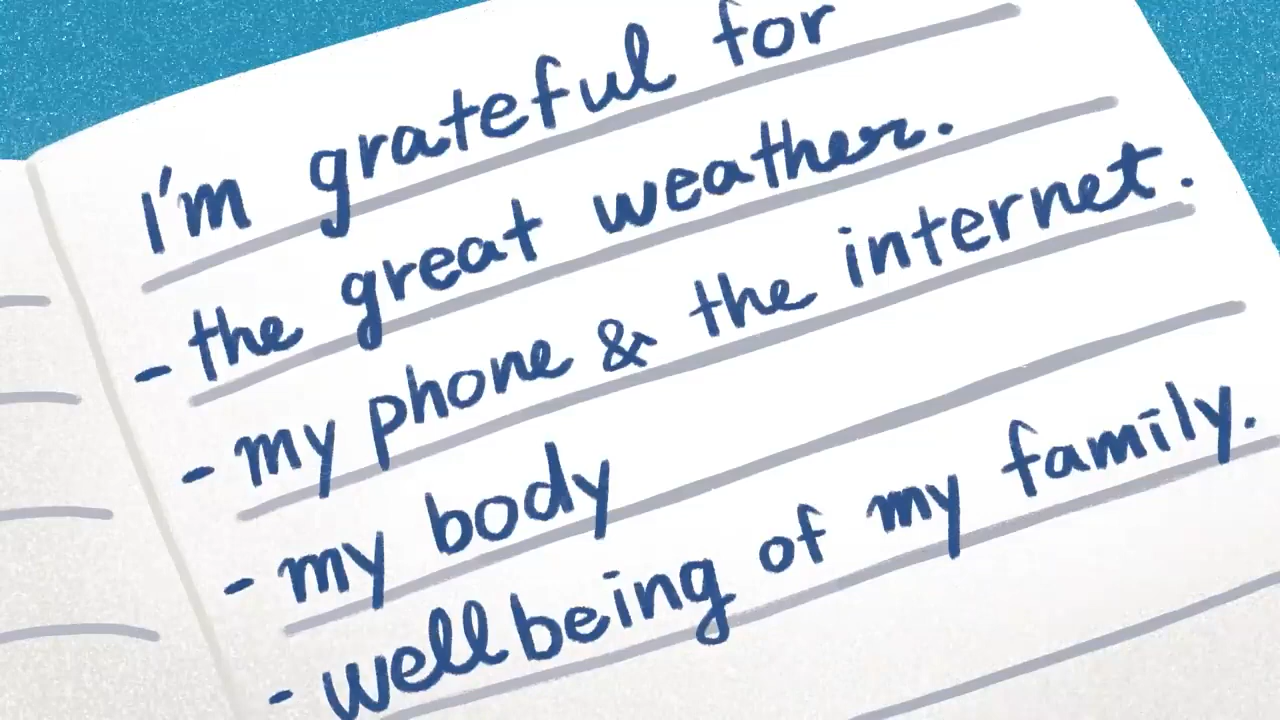 I'm grateful for
- the great weather.
- my phone & the internet.
- my body
- wellbeing of my family.